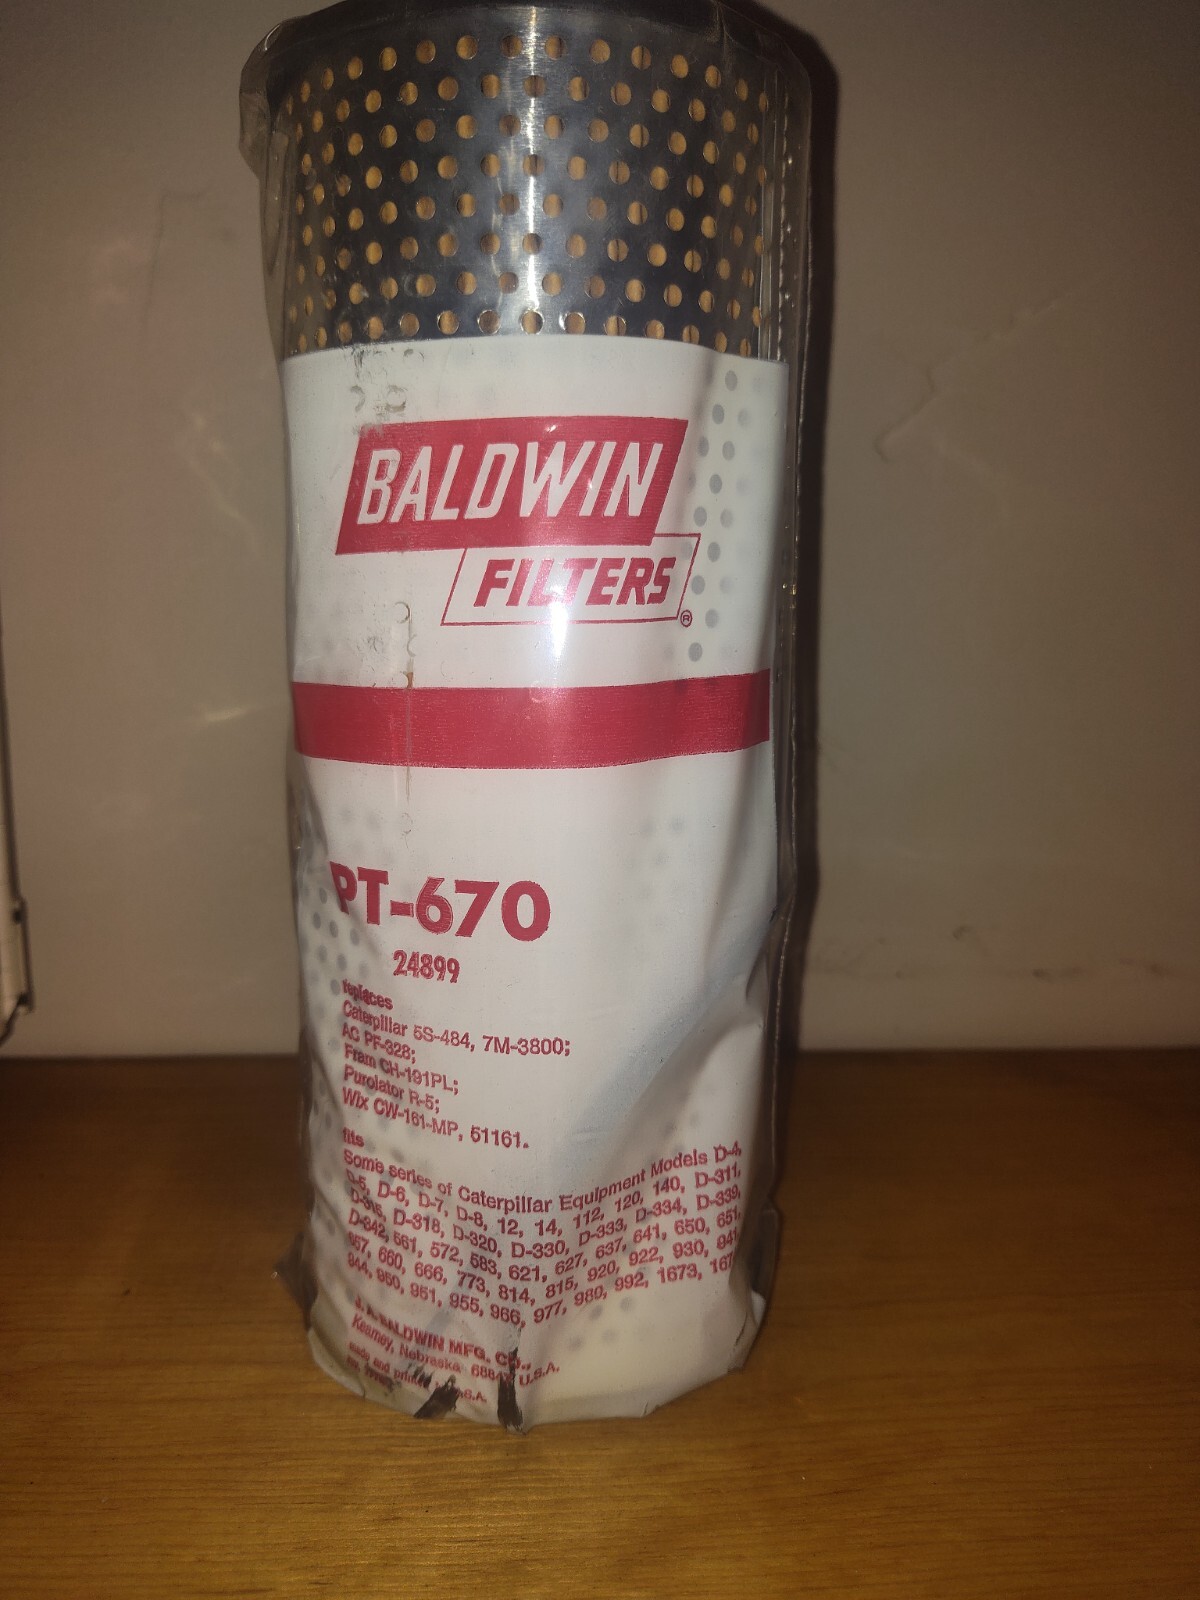 BALDWIN
FILTERS
®
PT-670
24899
replaces
Caterpillar 5S-484, 7M-3800;
AC PF-328;
Fram CH-191PL;
Purolator R-5;
Wix CW-161-MP, 51161.
fits
Some series of Caterpillar Equipment Models D-4,
D-5, D-6, D-7, D-8, 12, 14, 112, 120, 140, D-311,
D-315, D-318, D-320, D-330, D-333, D-334, D-339,
D-342, 561, 572, 583, 621, 627, 637, 641, 650, 651,
657, 660, 666, 773, 814, 815, 920, 922, 930, 941,
944, 950, 951, 955, 966, 977, 980, 992, 1673,
J. A. BALDWIN MFG. CO.,
Kearney, Nebraska U.S.A.
made and